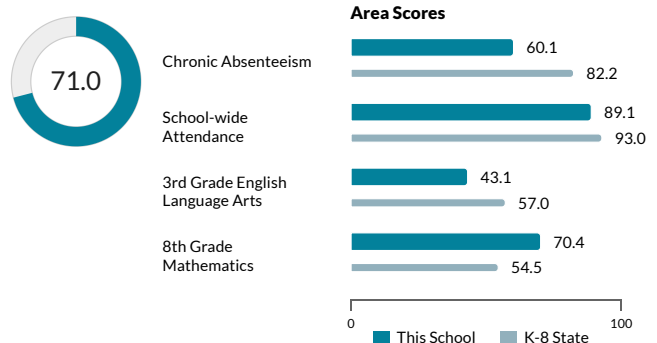 Area Scores
71.0
Chronic Absenteeism
60.1
82.2
School-wide
Attendance
89.1
93.0
3rd Grade English
Language Arts
43.1
57.0
8th Grade
Mathematics
70.4
54.5
0
100
This School
K-8 State